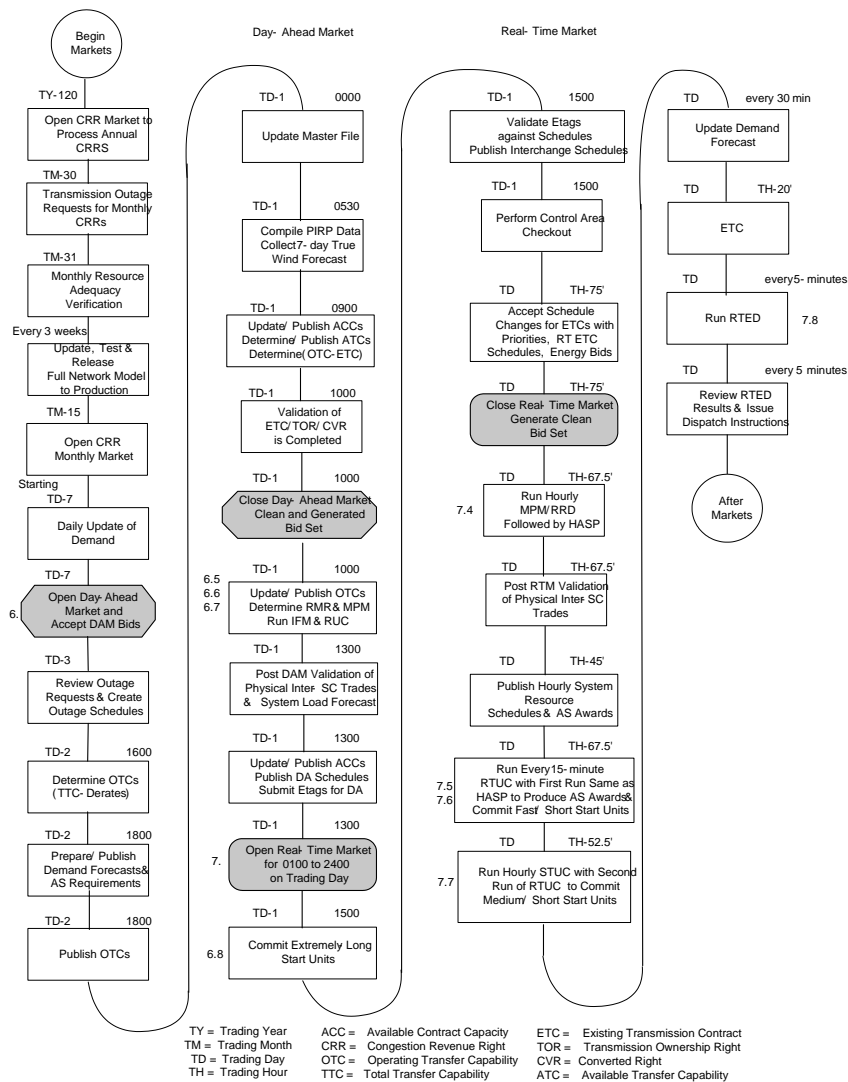 Day- Ahead Market
Real- Time Market
Begin
Markets
TY-120
Open CRR Market to
Process Annual
CRRS
TM-30
Transmission Outage
Requests for Monthly
CRRs
TM-31
Monthly Resource
Adequacy
Verification
Every 3 weeks
Update, Test &
Release
Full Network Model
to Production
TM-15
Open CRR
Monthly Market
Starting
TD-7
Daily Update of
Demand
TD-7
6.
Open Day- Ahead
Market and
Accept DAM Bids
TD-3
Review Outage
Requests & Create
Outage Schedules
TD-2 1600
Determine OTCs
(TTC- Derates)
TD-2 1800
Prepare/ Publish
Demand Forecasts&
AS Requirements
TD-2 1800
Publish OTCs
TD-1 0000
Update Master File
TD-1 0530
Compile PIRP Data
Collect7- day True
Wind Forecast
TD-1 0900
Update/ Publish ACCs
Determine/ Publish ATCs
Determine( OTC- ETC)
TD-1 1000
Validation of
ETC/ TOR/ CVR
is Completed
TD-1 1000
Close Day- Ahead Market
Clean and Generated
Bid Set
TD-1 1000
6.5
6.6
6.7
Update/ Publish OTCs
Determine RMR & MPM
Run IFM & RUC
TD-1 1300
Post DAM Validation of
Physical Inter- SC Trades
& System Load Forecast
TD-1 1300
Update/ Publish ACCs
Publish DA Schedules
Submit Etags for DA
TD-1 1300
7.
Open Real- Time Market
for 0100 to 2400
on Trading Day
TD-1 1500
6.8
Commit Extremely Long
Start Units
TD-1 1500
Validate Etags
against Schedules
Publish Interchange Schedules
TD-1 1500
Perform Control Area
Checkout
TD TH-75'
Accept Schedule
Changes for ETCs with
Priorities, RT ETC
Schedules, Energy Bids
TD TH-75'
Close Real- Time Market
Generate Clean
Bid Set
TD TH-67.5'
7.4
Run Hourly
MPM/ RRD
Followed by HASP
TD TH-67.5'
Post RTM Validation
of Physical Inter- SC
Trades
TD TH-45'
Publish Hourly System
Resource
Schedules & AS Awards
TD TH-67.5'
7.5
7.6
Run Every 15- minute
RTUC with First Run Same as
HASP to Produce AS Awards&
Commit Fast/ Short Start Units
TD TH-52.5'
7.7
Run Hourly STUC with Second
Run of RTUC to Commit
Medium/ Short Start Units
TD every 30 min
Update Demand
Forecast
TD TH-20'
ETC
TD every5- minutes
Run RTED
7.8
TD every 5 minutes
Review RTED
Results & Issue
Dispatch Instructions
After
Markets
TY = Trading Year
TM = Trading Month
TD = Trading Day
TH = Trading Hour
ACC = Available Contract Capacity
CRR = Congestion Revenue Right
OTC = Operating Transfer Capability
TTC = Total Transfer Capability
ETC = Existing Transmission Contract
TOR = Transmission Ownership Right
CVR = Converted Right
ATC = Available Transfer Capability